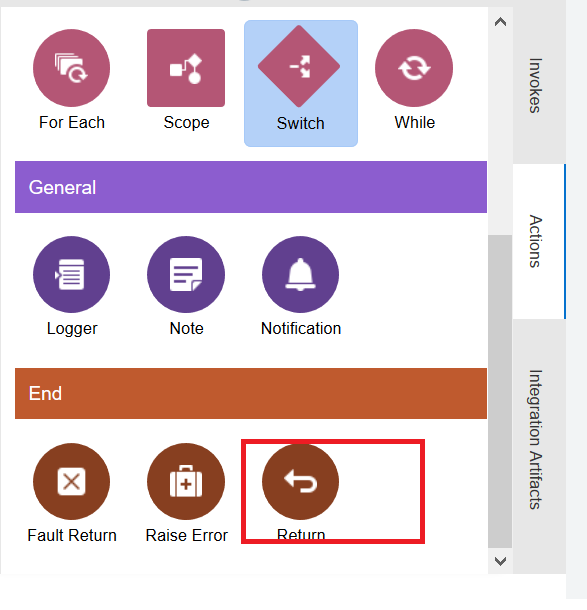 For Each
Scope
Switch
While
General
Logger
Note
Notification
End
Fault Return
Raise Error
Return
Invokes
Actions
Integration Artifacts